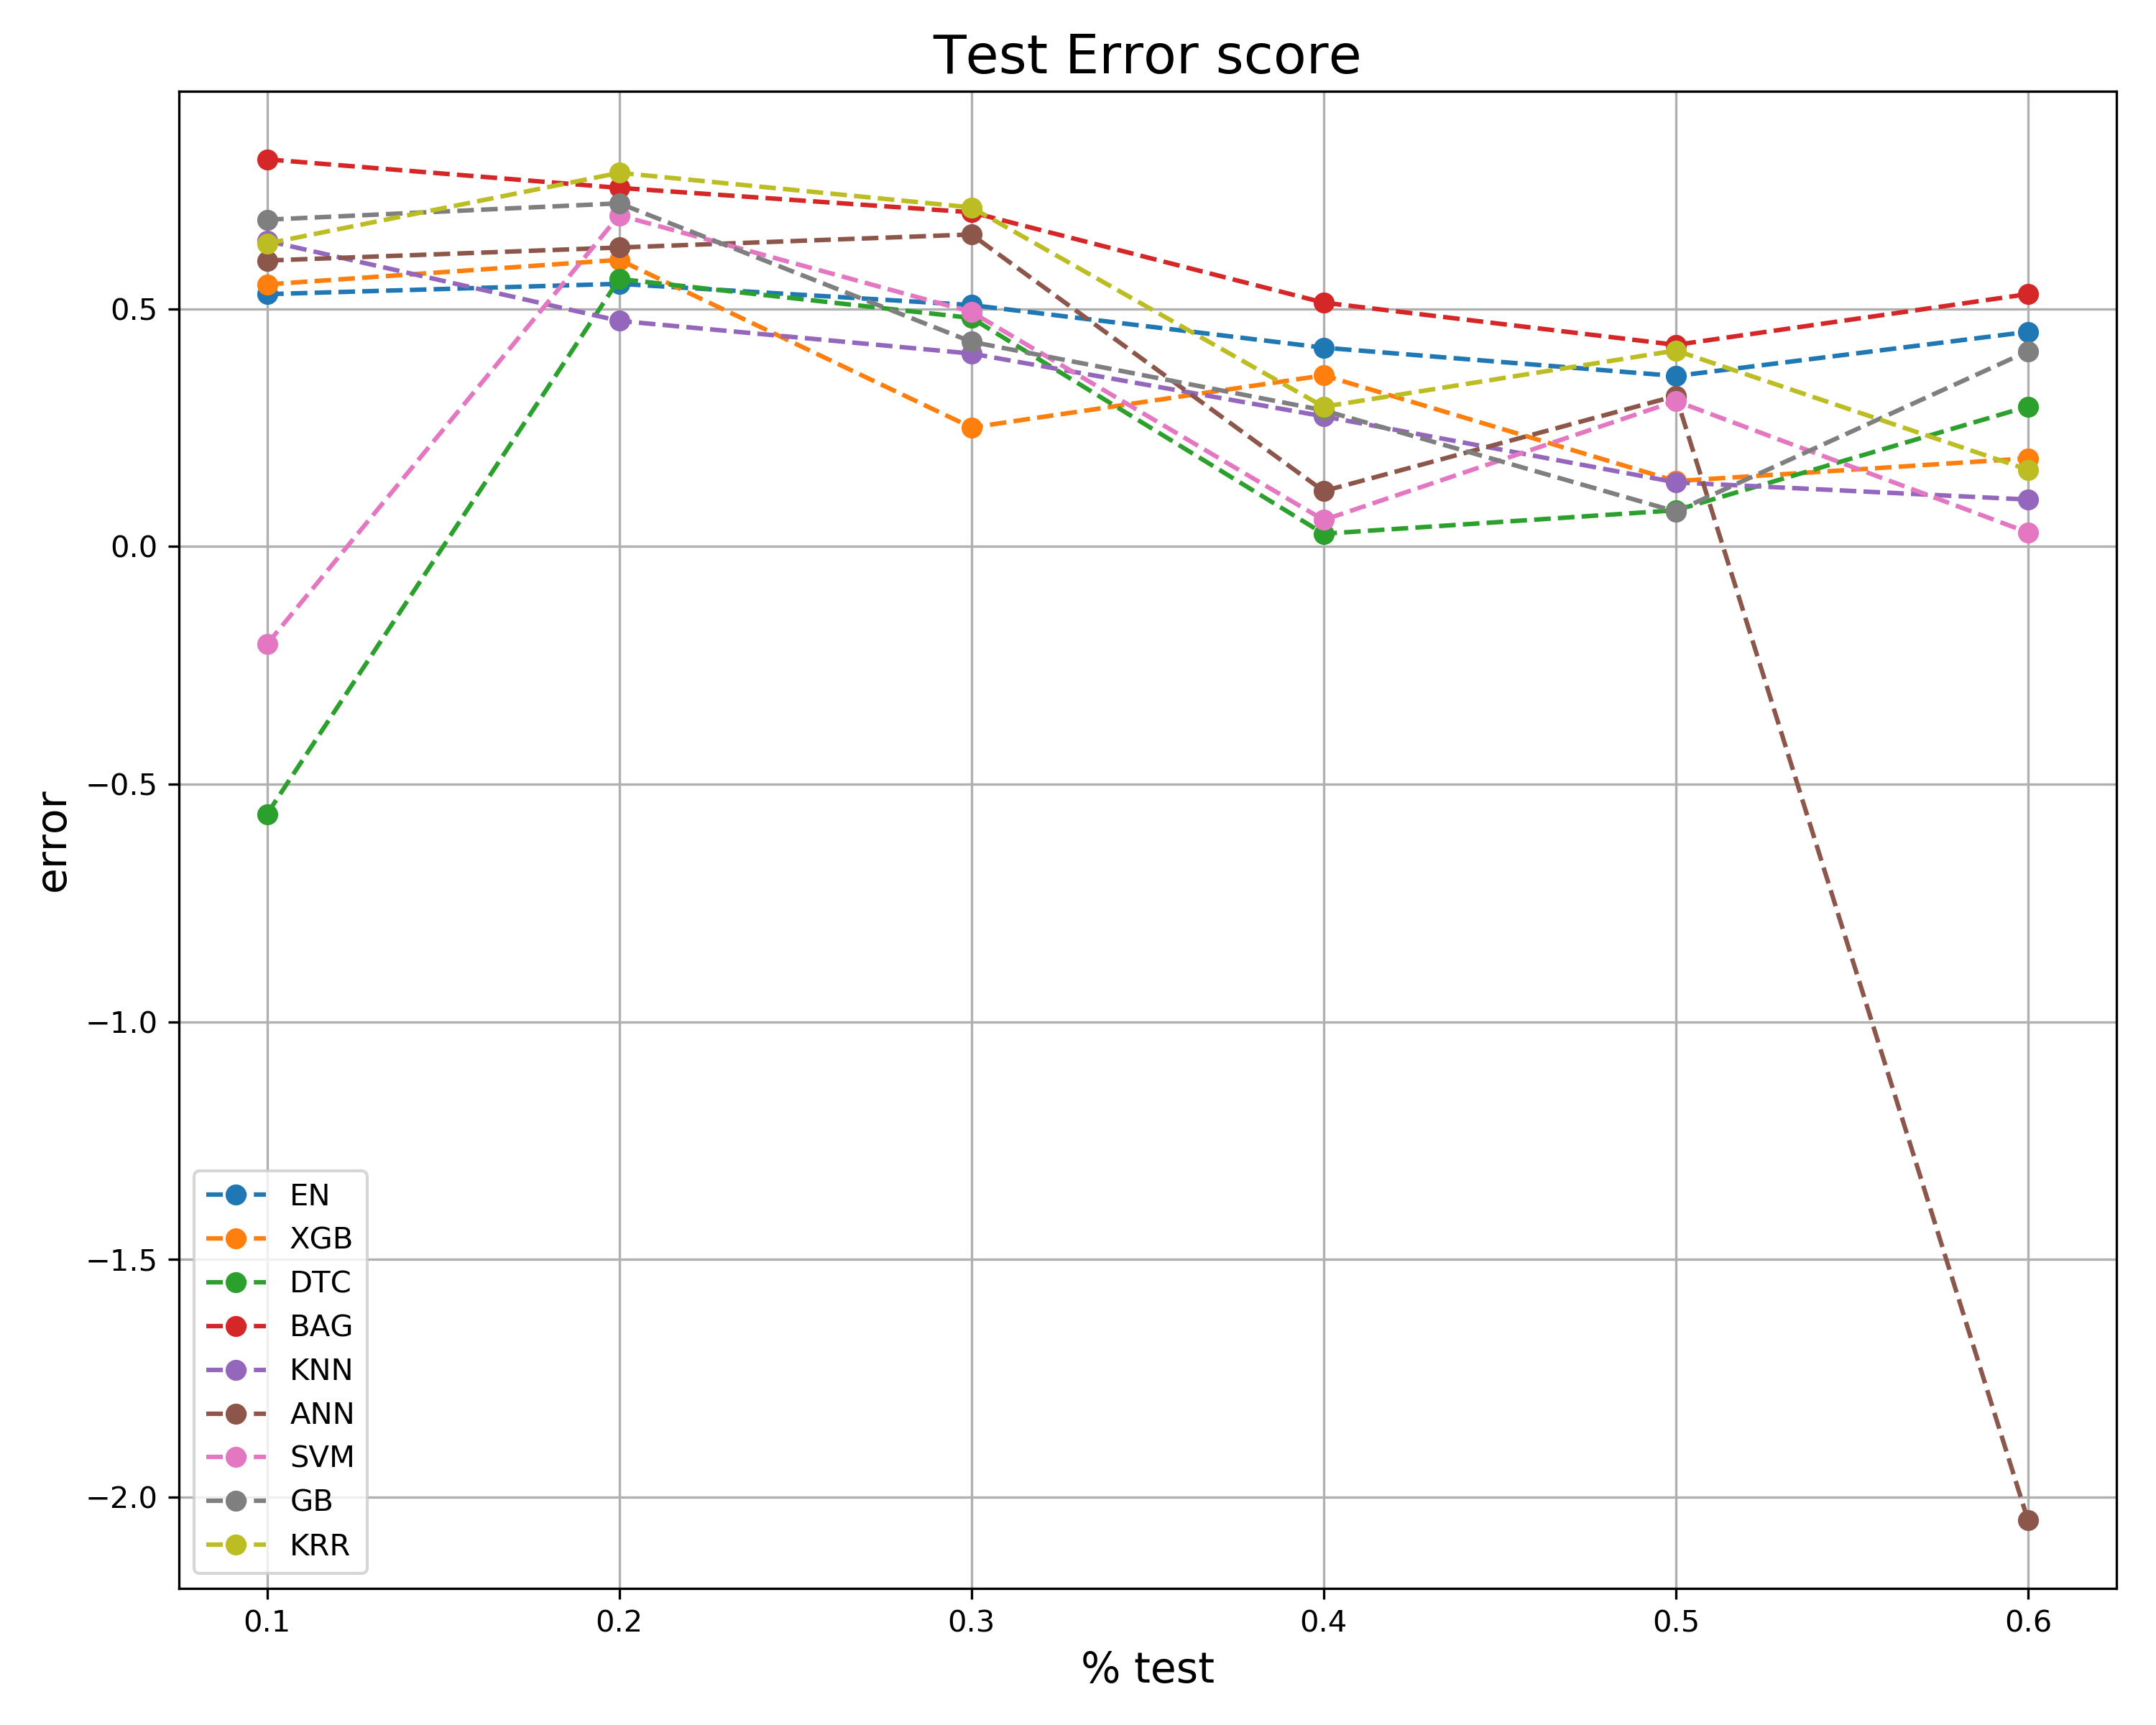 Test Error score
error
0.5
0.0
−0.5
−1.0
−1.5
−2.0
EN
XGB
DTC
BAG
KNN
ANN
SVM
GB
KRR
0.1 0.2 0.3 0.4 0.5 0.6
% test